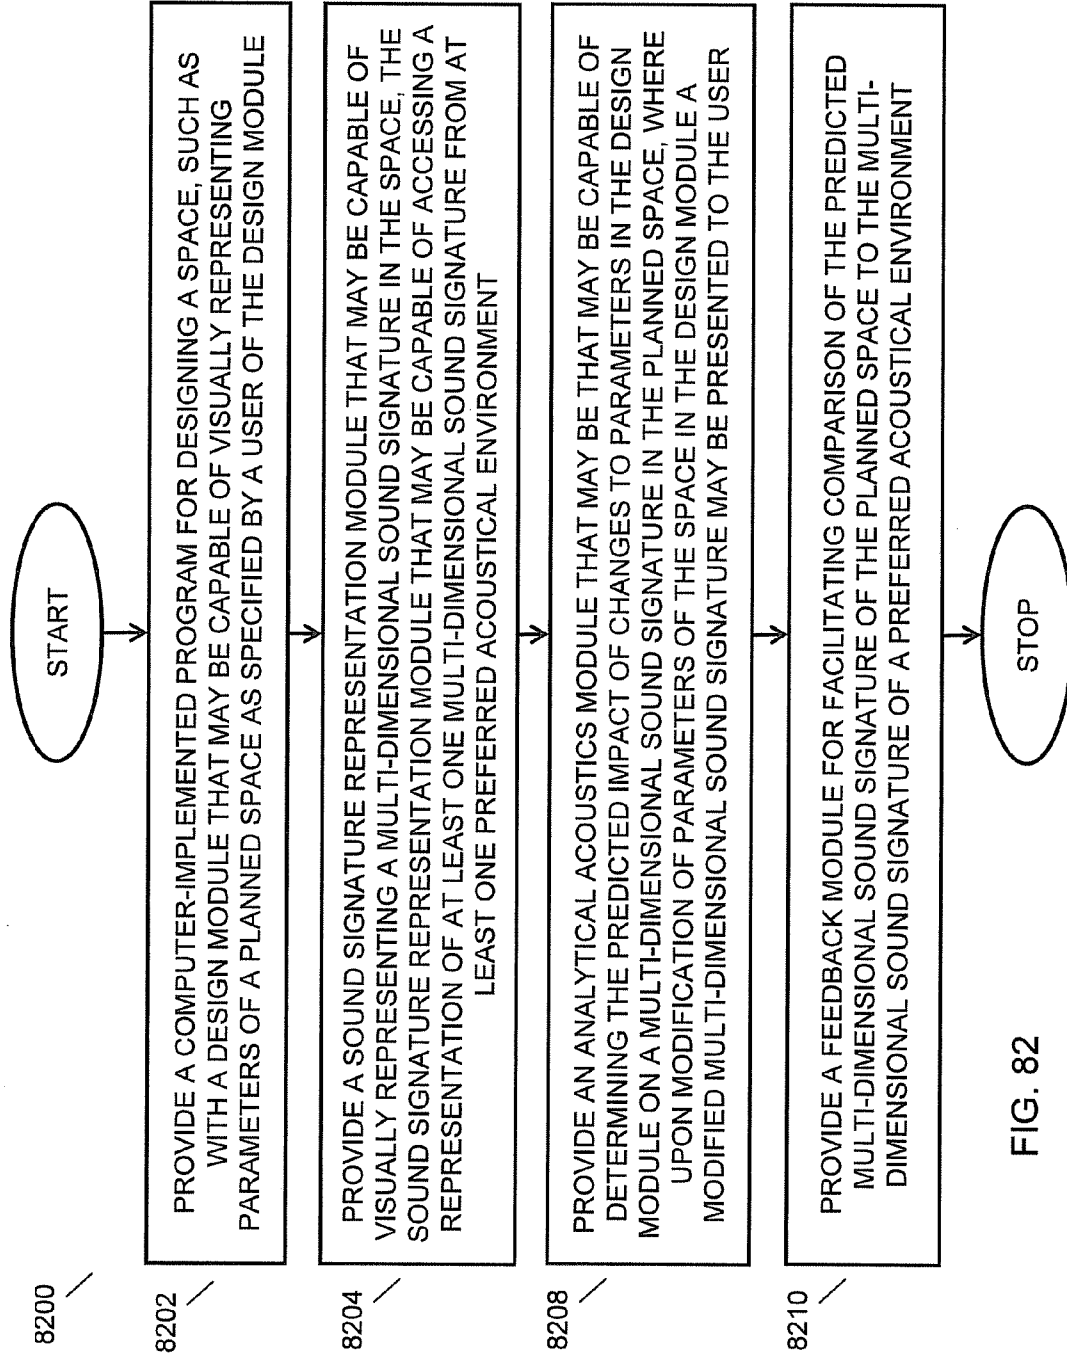 8200
START
8202
PROVIDE A COMPUTER-IMPLEMENTED PROGRAM FOR DESIGNING A SPACE, SUCH AS
WITH A DESIGN MODULE THAT MAY BE CAPABLE OF VISUALLY REPRESENTING
PARAMETERS OF A PLANNED SPACE AS SPECIFIED BY A USER OF THE DESIGN MODULE
8204
PROVIDE A SOUND SIGNATURE REPRESENTATION MODULE THAT MAY BE CAPABLE OF
VISUALLY REPRESENTING A MULTI-DIMENSIONAL SOUND SIGNATURE IN THE SPACE, THE
SOUND SIGNATURE REPRESENTATION MODULE THAT MAY BE CAPABLE OF ACCESSING A
REPRESENTATION OF AT LEAST ONE MULTI-DIMENSIONAL SOUND SIGNATURE FROM AT
LEAST ONE PREFERRED ACOUSTICAL ENVIRONMENT
8208
PROVIDE AN ANALYTICAL ACOUSTICS MODULE THAT MAY BE THAT MAY BE CAPABLE OF
DETERMINING THE PREDICTED IMPACT OF CHANGES TO PARAMETERS IN THE DESIGN
MODULE ON A MULTI-DIMENSIONAL SOUND SIGNATURE IN THE PLANNED SPACE, WHERE
UPON MODIFICATION OF PARAMETERS OF THE SPACE IN THE DESIGN MODULE A
MODIFIED MULTI-DIMENSIONAL SOUND SIGNATURE MAY BE PRESENTED TO THE USER
8210
PROVIDE A FEEDBACK MODULE FOR FACILITATING COMPARISON OF THE PREDICTED
MULTI-DIMENSIONAL SOUND SIGNATURE OF THE PLANNED SPACE TO THE MULTI-
DIMENSIONAL SOUND SIGNATURE OF A PREFERRED ACOUSTICAL ENVIRONMENT
STOP
FIG. 82